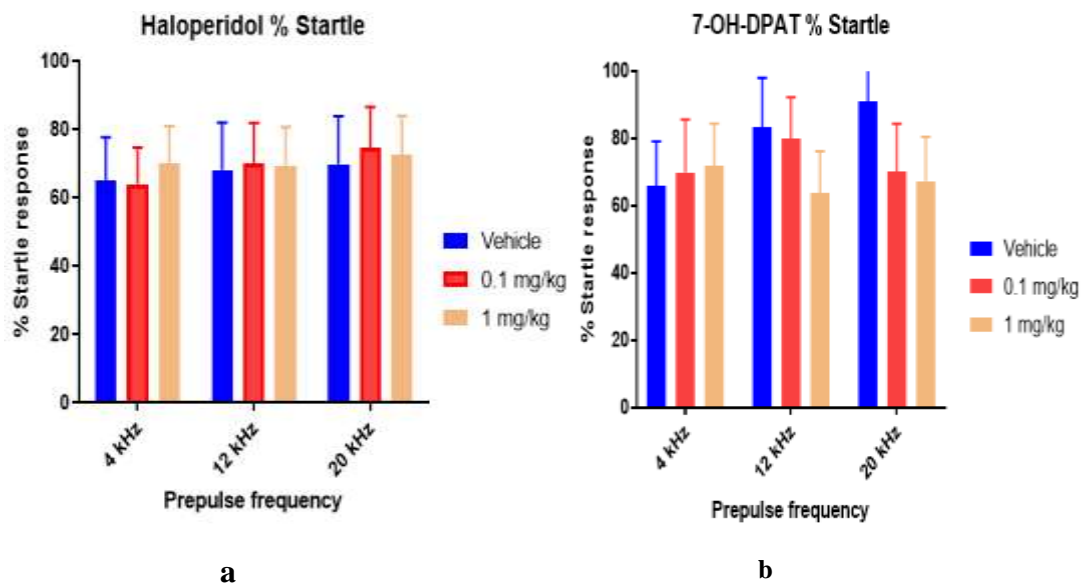 Haloperidol % Startle
% Startle response
100
80
60
40
20
0
4 kHz
12 kHz
20 kHz
Prepulse frequency
Vehicle
0.1 mg/kg
1 mg/kg
a
7-OH-DPAT % Startle
% Startle response
100
80
60
40
20
0
4 kHz
12 kHz
20 kHz
Prepulse frequency
Vehicle
0.1 mg/kg
1 mg/kg
b